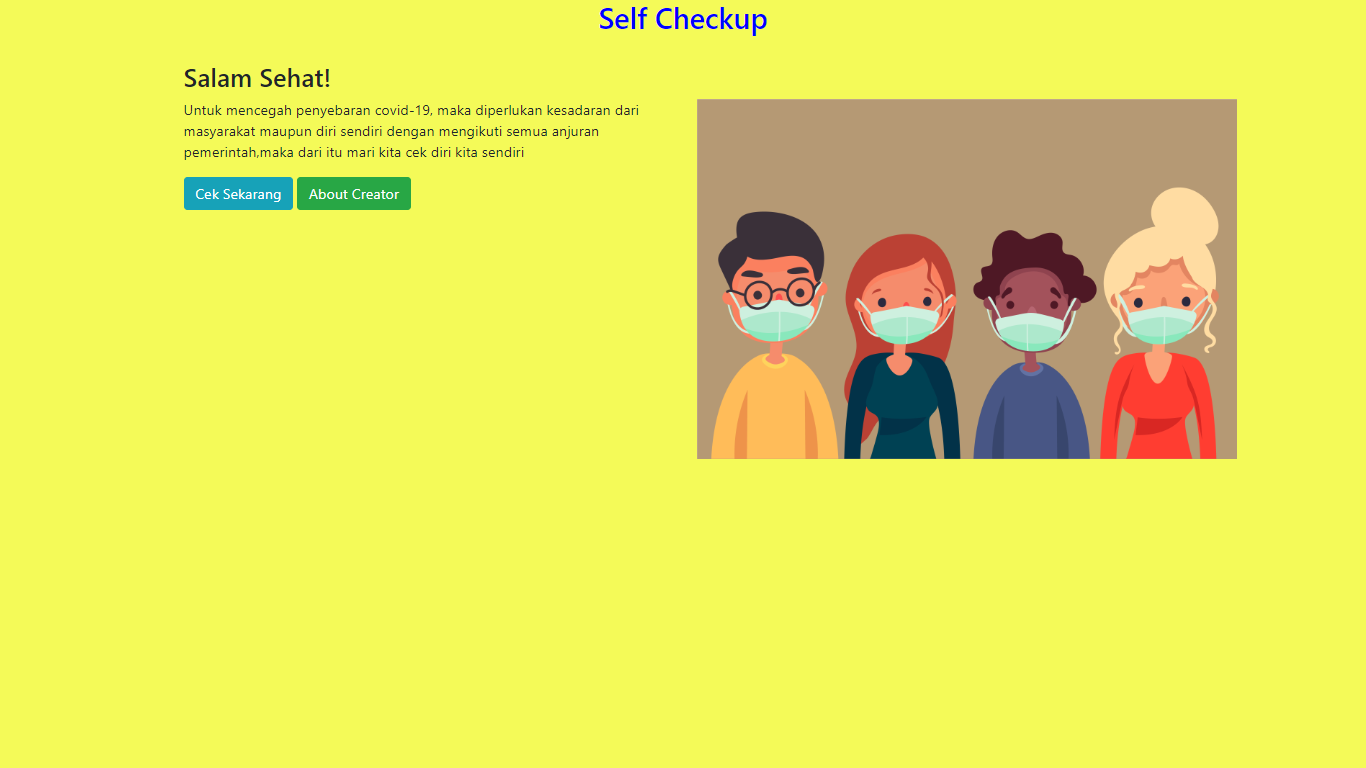 Self Checkup
Salam Sehat!
Untuk mencegah penyebaran covid-19, maka diperlukan kesadaran dari
masyarakat maupun diri sendiri dengan mengikuti semua anjuran
pemerintah,maka dari itu mari kita cek diri kita sendiri
Cek Sekarang
About Creator